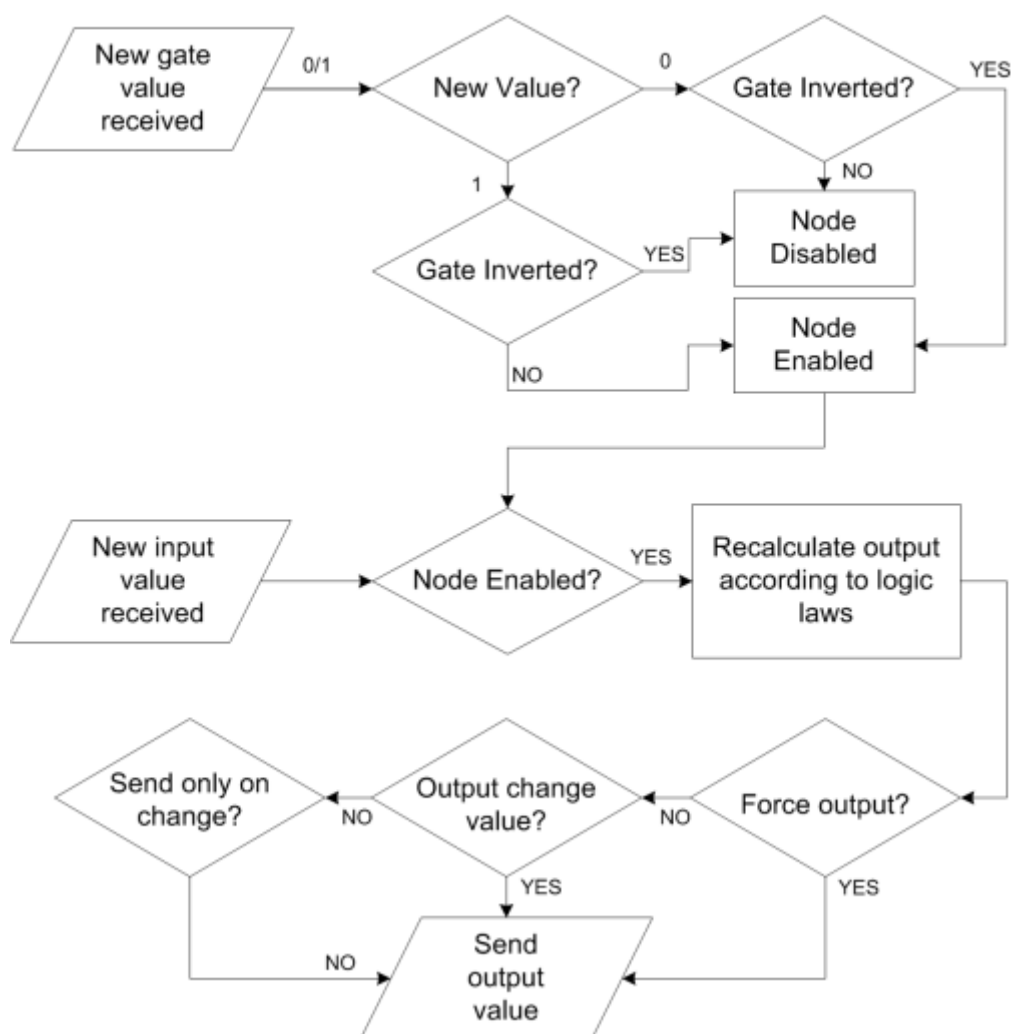 New gate
value
received
0/1
New Value?
0
Gate Inverted?
YES
1
NO
Gate Inverted?
YES
Node
Disabled
NO
Node
Enabled
New input
value
received
Node Enabled?
YES
Recalculate output
according to logic
laws
Send only on
change?
NO
Output change
value?
NO
Force output?
YES
YES
NO
Send
output
value